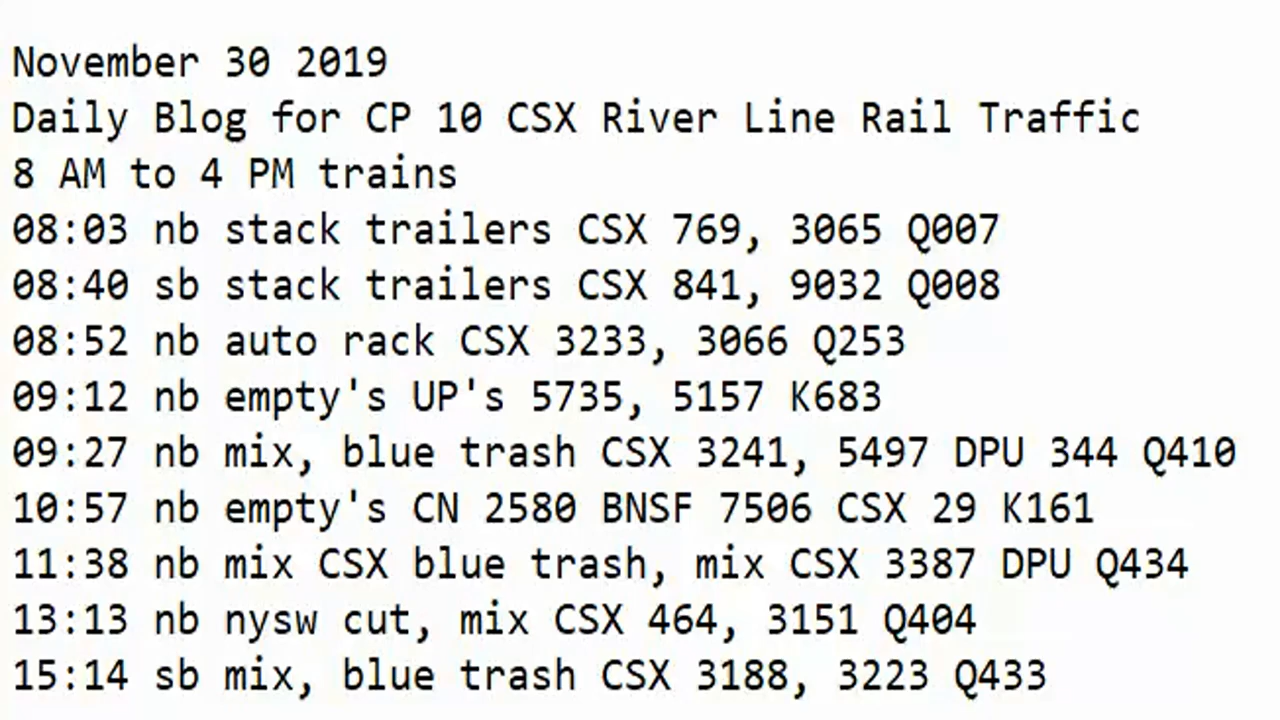 November 30 2019
Daily Blog for CP 10 CSX River Line Rail Traffic
8 AM to 4 PM trains
08:03 nb stack trailers CSX 769, 3065 Q007
08:40 sb stack trailers CSX 841, 9032 Q008
08:52 nb auto rack CSX 3233, 3066 Q253
09:12 nb empty's UP's 5735, 5157 K683
09:27 nb mix, blue trash CSX 3241, 5497 DPU 344 Q410
10:57 nb empty's CN 2580 BNSF 7506 CSX 29 K161
11:38 nb mix CSX blue trash, mix CSX 3387 DPU Q434
13:13 nb nysw cut, mix CSX 464, 3151 Q404
15:14 sb mix, blue trash CSX 3188, 3223 Q433